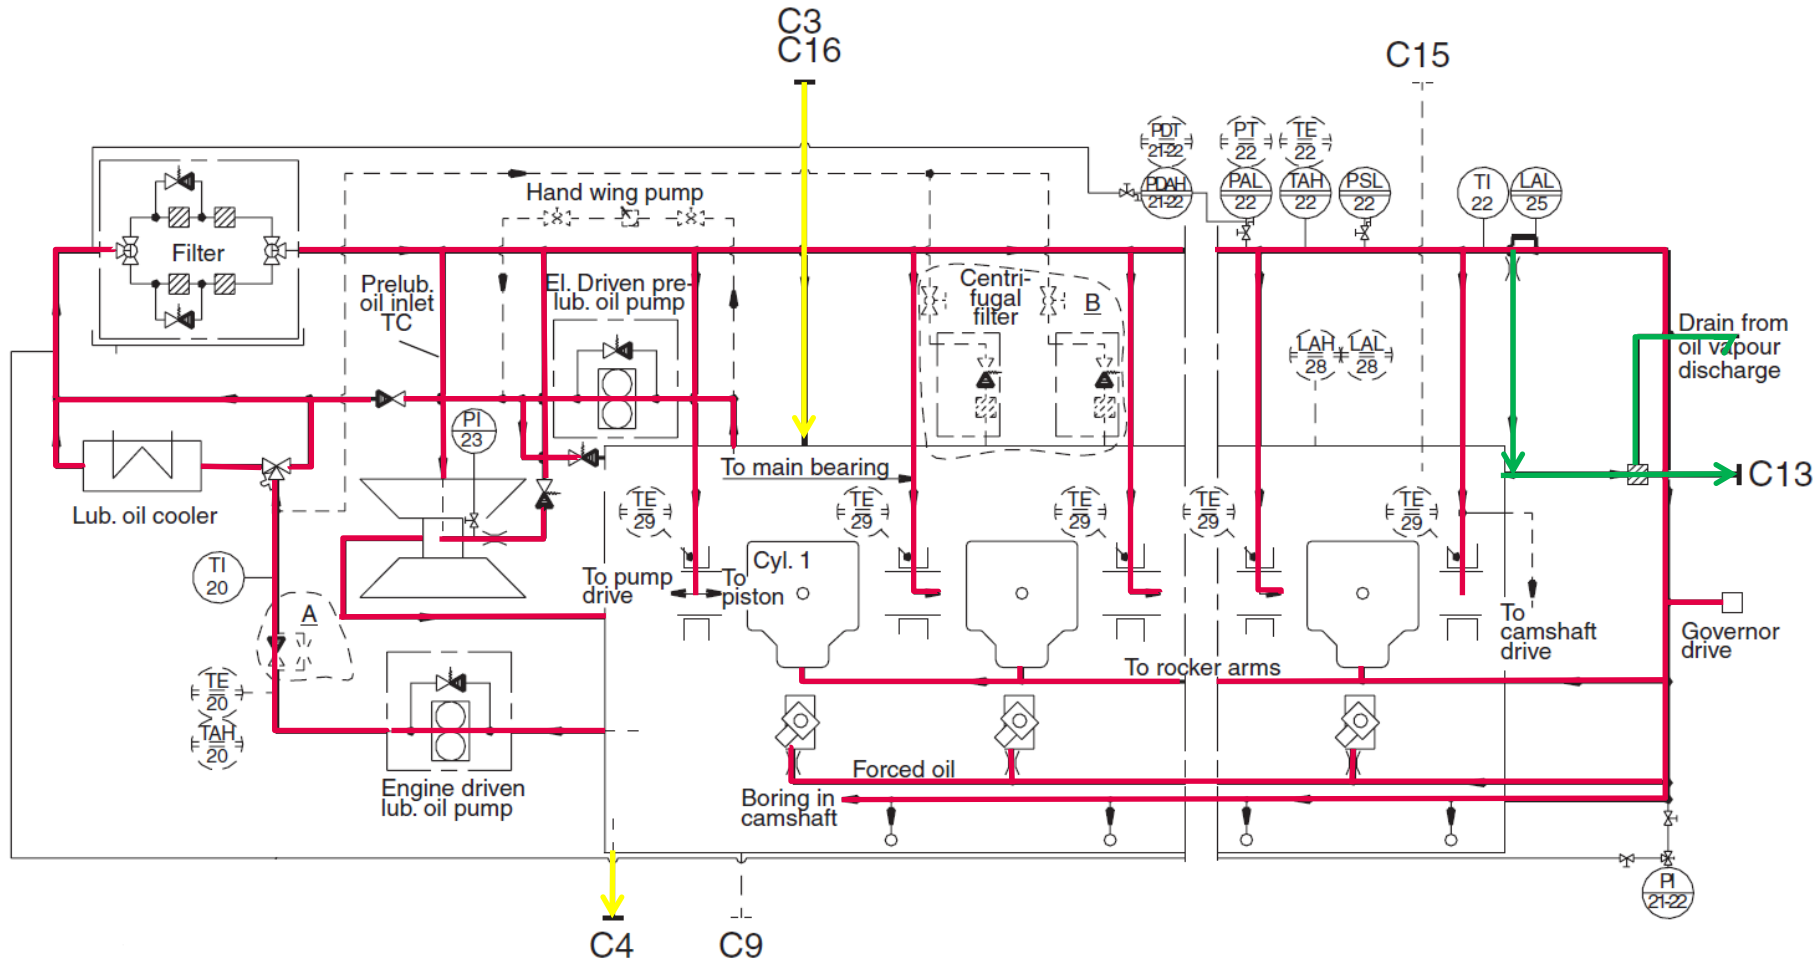 C3
C16
C15
PDT
21-22
PT
22
TE
22
PDAH
21-22
PAL
22
TAH
22
PSL
22
TI
22
LAL
25
Hand wing pump
Filter
Prelub.
oil inlet
TC
El. Driven pre-
lub. oil pump
Centri-
fugal
filter
B
LAH
28
LAL
28
Drain from
oil vapour
discharge
PI
23
To main bearing
C13
Lub. oil cooler
TE
29
TE
29
TE
29
TE
29
TE
29
TI
20
To pump
drive
To
piston
Cyl. 1
A
To
camshaft
drive
Governor
drive
To rocker arms
TE
20
TAH
20
Forced oil
Engine driven
lub. oil pump
Boring in
camshaft
PI
21-22
C4
C9